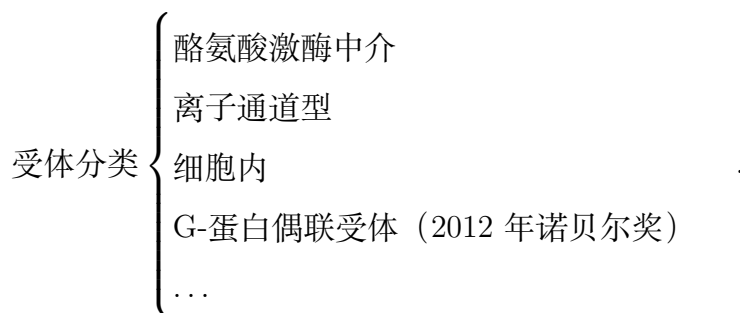 酪氨酸激酶中介
离子通道型
受体分类
细胞内
G-蛋白偶联受体（2012 年诺贝尔奖）
...